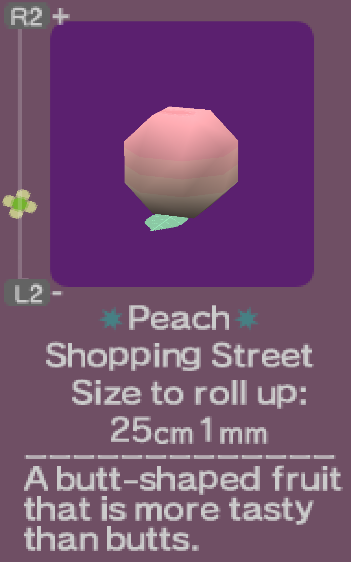 R2 +
L2 -
Peach
Shopping Street
Size to roll up:
25cm 1mm
A butt-shaped fruit
that is more tasty
than butts.